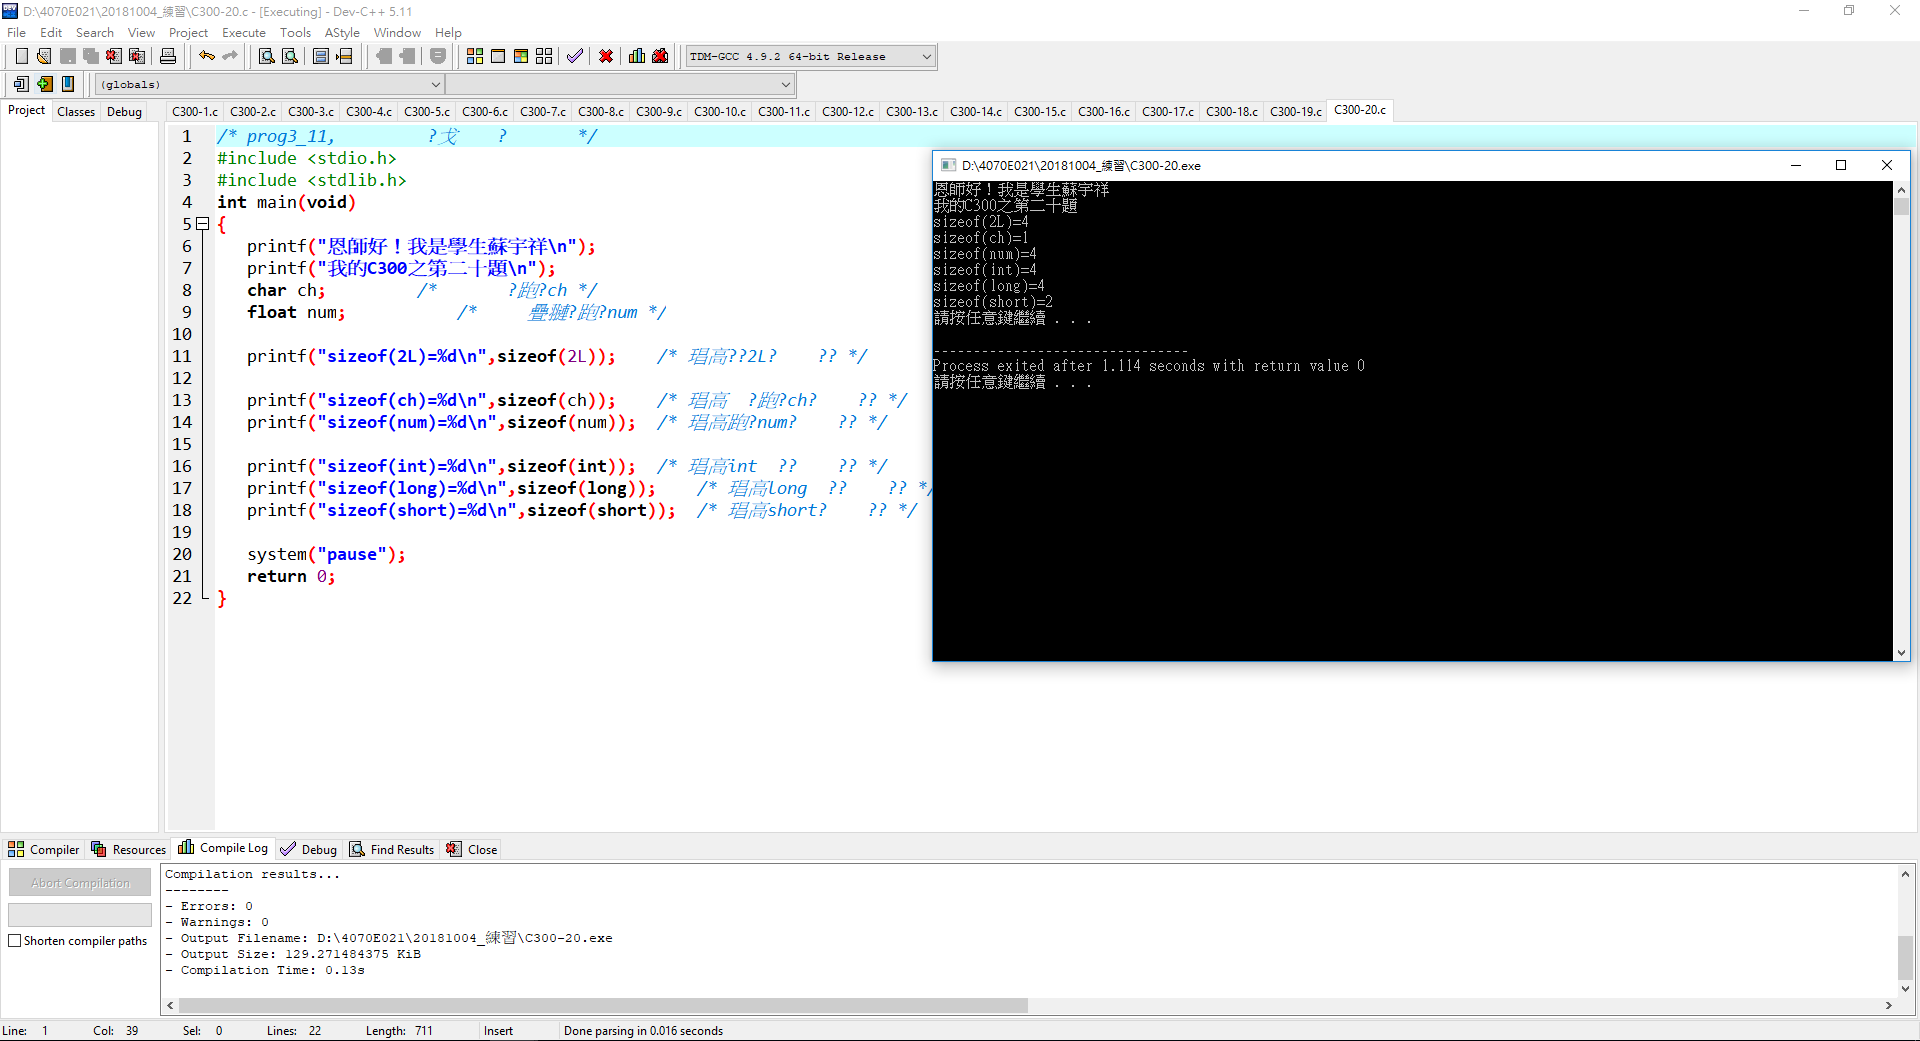 D:\4070E021\20181004_練習\C300-20.c - [Executing] - Dev-C++ 5.11
File Edit Search View Project Execute Tools AStyle Window Help
TDM-GCC 4.9.2 64-bit Release
(globals)
Project Classes Debug
C300-1.c C300-2.c C300-3.c C300-4.c C300-5.c C300-6.c C300-7.c C300-8.c C300-9.c C300-10.c C300-11.c C300-12.c C300-13.c C300-14.c C300-15.c C300-16.c C300-17.c C300-18.c C300-19.c C300-20.c
1 /* prog3_11, ?戈 ? */
2 #include <stdio.h>
3 #include <stdlib.h>
4 int main(void)
5 {
6 printf("恩師好！我是學生蘇宇祥\n");
7 printf("我的C300之第二十題\n");
8 char ch; /* ?跑?ch */
9 float num; /* ?跑?num */
10
11 printf("sizeof(2L)=%d\n",sizeof(2L)); /* 琩高??2L? ?? */
12
13 printf("sizeof(ch)=%d\n",sizeof(ch)); /* 琩高 ?跑?ch? ?? */
14 printf("sizeof(num)=%d\n",sizeof(num)); /* 琩高跑?num? ?? */
15
16 printf("sizeof(int)=%d\n",sizeof(int)); /* 琩高int ?? ?? */
17 printf("sizeof(long)=%d\n",sizeof(long)); /* 琩高long ?? ?? */
18 printf("sizeof(short)=%d\n",sizeof(short)); /* 琩高short? ?? */
19
20 system("pause");
21 return 0;
22 }
D:\4070E021\20181004_練習\C300-20.exe
恩師好！我是學生蘇宇祥
我的C300之第二十題
sizeof(2L)=4
sizeof(ch)=1
sizeof(num)=4
sizeof(int)=4
sizeof(long)=4
sizeof(short)=2
請按任意鍵繼續 . . .
--------------------------------
Process exited after 1.114 seconds with return value 0
請按任意鍵繼續 . . .
Compiler Resources Compile Log Debug Find Results Close
Abort Compilation
Shorten compiler paths
Compilation results...
--------
- Errors: 0
- Warnings: 0
- Output Filename: D:\4070E021\20181004_練習\C300-20.exe
- Output Size: 129.271484375 KiB
- Compilation Time: 0.13s
Line: 1 Col: 39 Sel: 0 Lines: 22 Length: 711 Insert Done parsing in 0.016 seconds